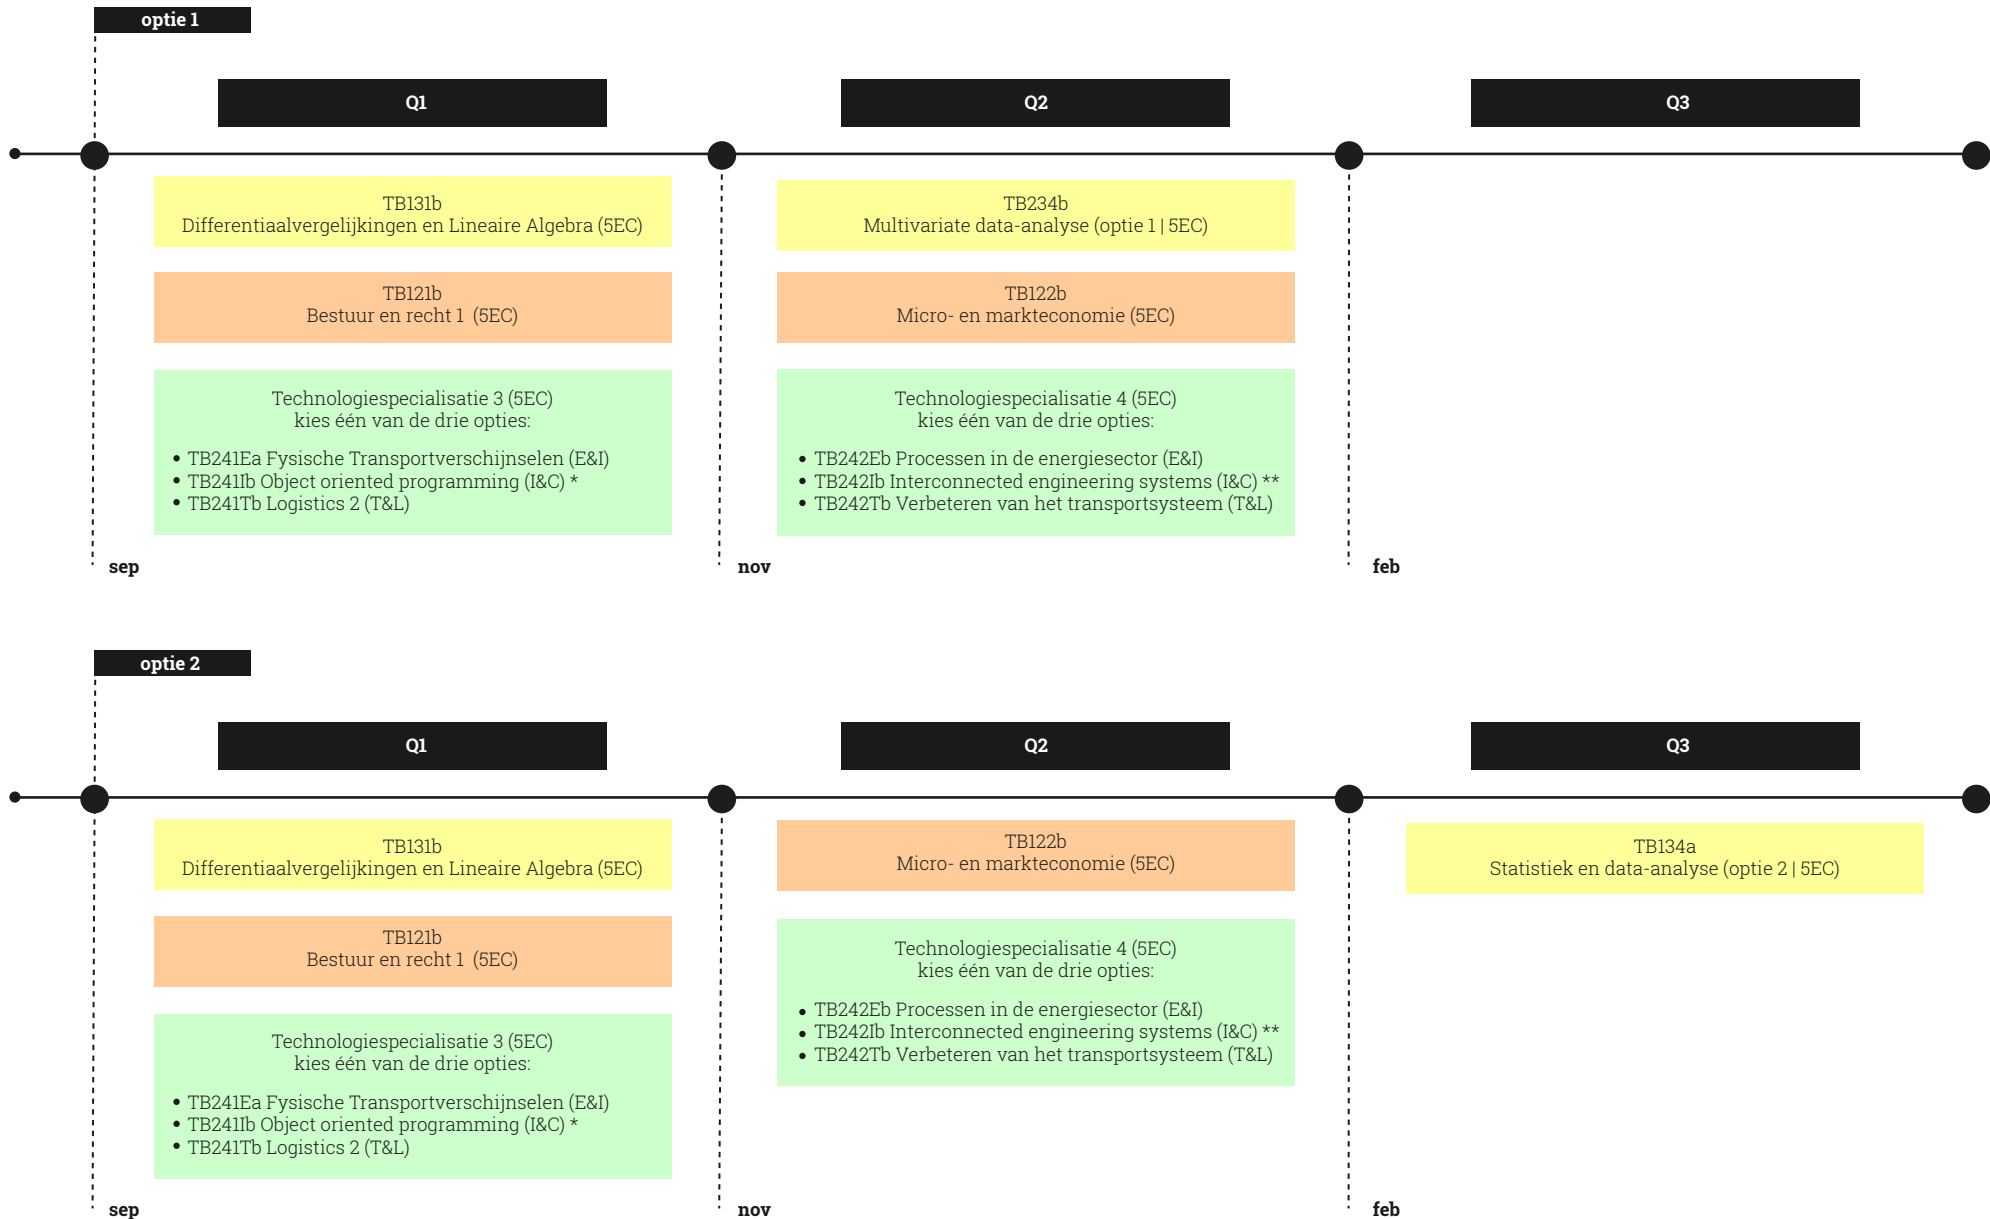 optie 1
Q1
Q2
Q3
TB131b
Differentiaalvergelijkingen en Lineaire Algebra (5EC)
TB121b
Bestuur en recht 1 (5EC)
Technologiespecialisatie 3 (5EC)
kies één van de drie opties:
• TB241Ea Fysische Transportverschijnselen (E&I)
• TB241Ib Object oriented programming (I&C) *
• TB241Tb Logistics 2 (T&L)
TB234b
Multivariate data-analyse (optie 1 | 5EC)
TB122b
Micro- en markteconomie (5EC)
Technologiespecialisatie 4 (5EC)
kies één van de drie opties:
• TB242Eb Processen in de energiesector (E&I)
• TB242Ib Interconnected engineering systems (I&C) **
• TB242Tb Verbeteren van het transportsysteem (T&L)
sep
nov
feb
optie 2
Q1
Q2
Q3
TB131b
Differentiaalvergelijkingen en Lineaire Algebra (5EC)
TB121b
Bestuur en recht 1 (5EC)
Technologiespecialisatie 3 (5EC)
kies één van de drie opties:
• TB241Ea Fysische Transportverschijnselen (E&I)
• TB241Ib Object oriented programming (I&C) *
• TB241Tb Logistics 2 (T&L)
TB122b
Micro- en markteconomie (5EC)
Technologiespecialisatie 4 (5EC)
kies één van de drie opties:
• TB242Eb Processen in de energiesector (E&I)
• TB242Ib Interconnected engineering systems (I&C) **
• TB242Tb Verbeteren van het transportsysteem (T&L)
TB134a
Statistiek en data-analyse (optie 2 | 5EC)
sep
nov
feb